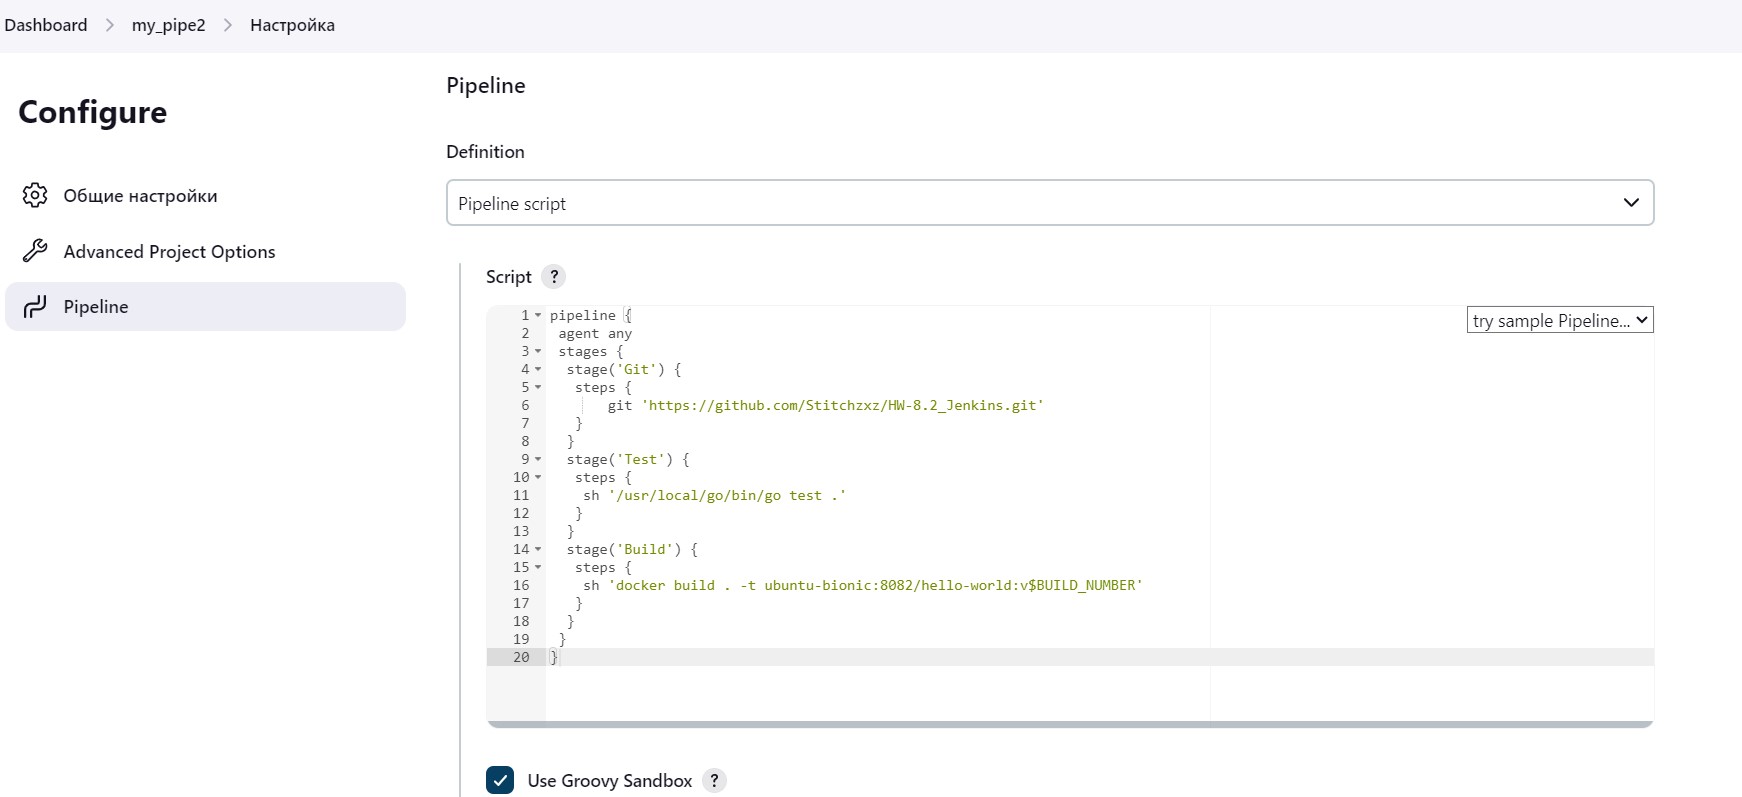 Dashboard > my_pipe2 > Настройка
Configure
Общие настройки
Advanced Project Options
Pipeline
Pipeline
Definition
Pipeline script
Script ?
try sample Pipeline...
1 pipeline {
2  agent any
3  stages {
4   stage('Git') {
5    steps {
6        git 'https://github.com/Stitchzxz/HW-8.2_Jenkins.git'
7    }
8   }
9   stage('Test') {
10    steps {
11     sh '/usr/local/go/bin/go test .'
12    }
13   }
14   stage('Build') {
15    steps {
16     sh 'docker build . -t ubuntu-bionic:8082/hello-world:v$BUILD_NUMBER'
17    }
18   }
19  }
20 }
Use Groovy Sandbox ?